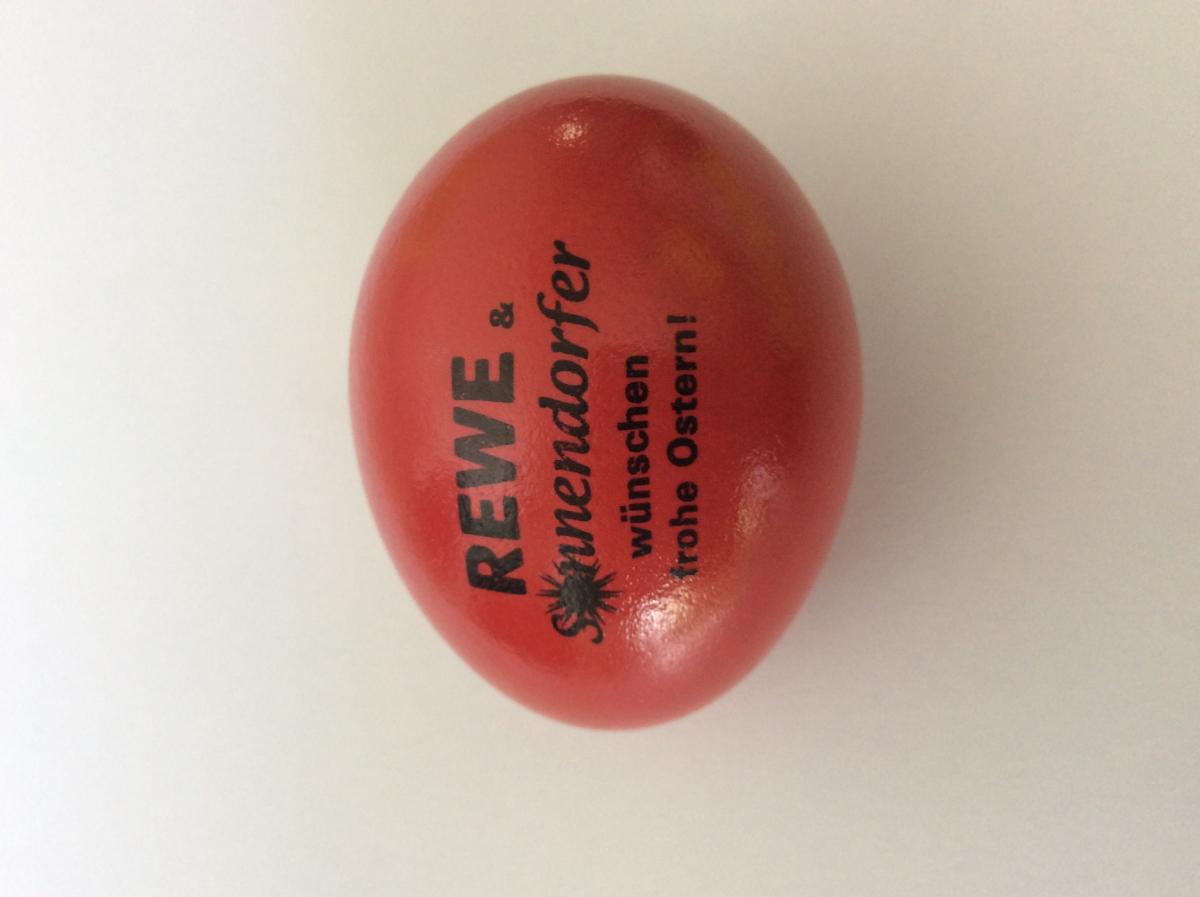 REWE &
Sonnendorfer
wünschen
frohe Ostern!